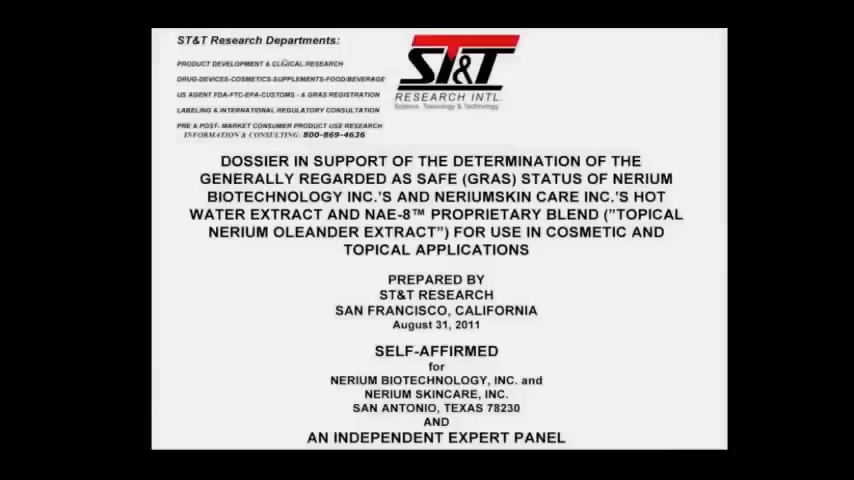 ST&T Research Departments:
PRODUCT DEVELOPMENT & CLINICAL RESEARCH
DRUG-DEVICES-COSMETICS-SUPPLEMENTS-FOOD/BEVERAGE
US AGENT FDA-FTC-EPA-CUSTOMS - & GRAS REGISTRATION
LABELING & INTERNATIONAL REGULATORY CONSULTATION
PRE & POST- MARKET CONSUMER PRODUCT USE RESEARCH
INFORMATION & CONSULTING: 800-869-4636
ST&T
RESEARCH INTL.
Science, Toxicology & Technology
DOSSIER IN SUPPORT OF THE DETERMINATION OF THE
GENERALLY REGARDED AS SAFE (GRAS) STATUS OF NERIUM
BIOTECHNOLOGY INC.'S AND NERIUMSKIN CARE INC.'S HOT
WATER EXTRACT AND NAE-8™ PROPRIETARY BLEND ("TOPICAL
NERIUM OLEANDER EXTRACT") FOR USE IN COSMETIC AND
TOPICAL APPLICATIONS
PREPARED BY
ST&T RESEARCH
SAN FRANCISCO, CALIFORNIA
August 31, 2011
SELF-AFFIRMED
for
NERIUM BIOTECHNOLOGY, INC. and
NERIUM SKINCARE, INC.
SAN ANTONIO, TEXAS 78230
AND
AN INDEPENDENT EXPERT PANEL